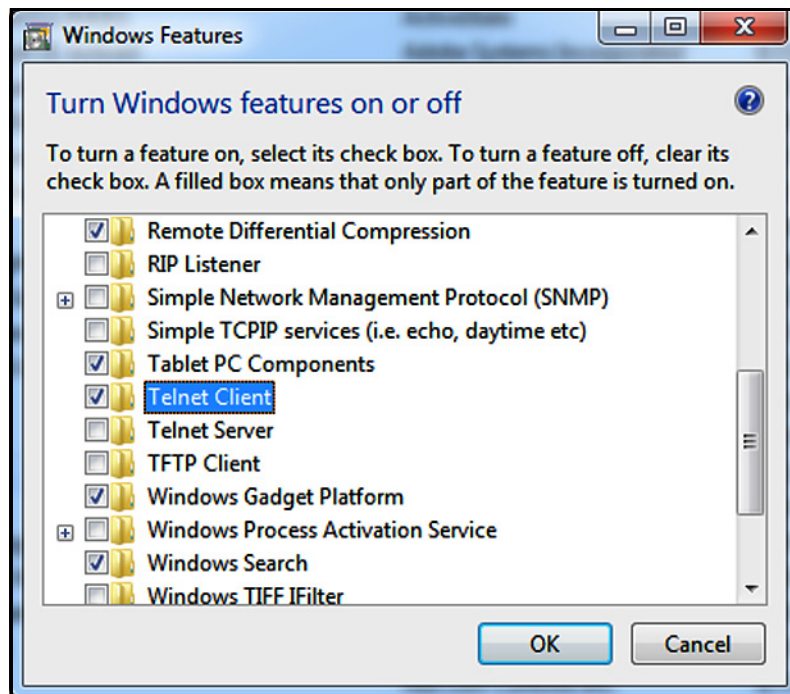 Windows Features
Turn Windows features on or off
To turn a feature on, select its check box. To turn a feature off, clear its
check box. A filled box means that only part of the feature is turned on.
Remote Differential Compression
RIP Listener
Simple Network Management Protocol (SNMP)
Simple TCPIP services (i.e. echo, daytime etc)
Tablet PC Components
Telnet Client
Telnet Server
TFTP Client
Windows Gadget Platform
Windows Process Activation Service
Windows Search
Windows TIFF IFilter
OK Cancel